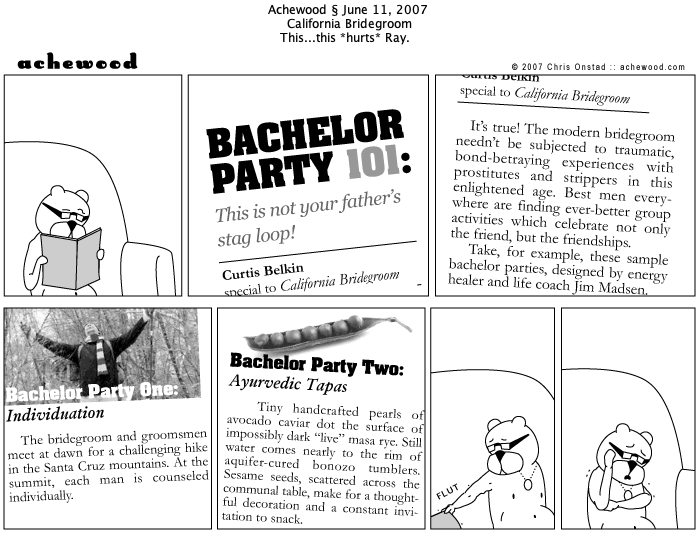 Achewood § June 11, 2007
California Bridegroom
This...this *hurts* Ray.
achewood
© 2007 Chris Onstad :: achewood.com
BACHELOR
PARTY 101:
This is not your father's
stag loop!
Curtis Belkin
special to California Bridegroom
Curtis Belkin
special to California Bridegroom
It's true! The modern bridegroom
needn't be subjected to traumatic,
bond-betraying experiences with
prostitutes and strippers in this
enlightened age. Best men every-
where are finding ever-better group
activities which celebrate not only
the friend, but the friendships.
Take, for example, these sample
bachelor parties, designed by energy
healer and life coach Jim Madsen.
Bachelor Party One:
Individuation
The bridegroom and groomsmen
meet at dawn for a challenging hike
in the Santa Cruz mountains. At the
summit, each man is counseled
individually.
Bachelor Party Two:
Ayurvedic Tapas
Tiny handcrafted pearls of
avocado caviar dot the surface of
impossibly dark "live" masa rye. Still
water comes nearly to the rim of
aquifer-cured bonozo tumblers.
Sesame seeds, scattered across the
communal table, make for a thought-
ful decoration and a constant invi-
tation to snack.
FLUT